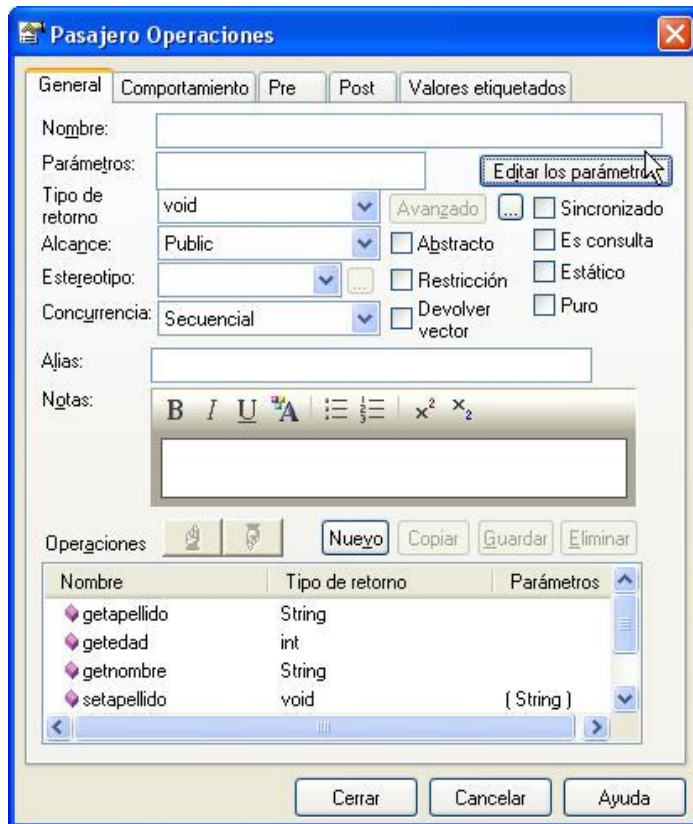 Pasajero Operaciones
General Comportamiento Pre Post Valores etiquetados
Nombre:
Parámetros: Editar los parámetro
Tipo de retorno void Avanzado ... Sincronizado
Alcance: Public Abstracto Es consulta
Estereotipo: ... Restricción Estático
Concurrencia: Secuencial Devolver vector Puro
Alias:
Notas:
B I U A x² x₂
Operaciones Nuevo Copiar Guardar Eliminar
Nombre Tipo de retorno Parámetros
getapellido String
getedad int
getnombre String
setapellido void ( String )
Cerrar Cancelar Ayuda